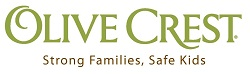 OLIVE CREST®
Strong Families, Safe Kids